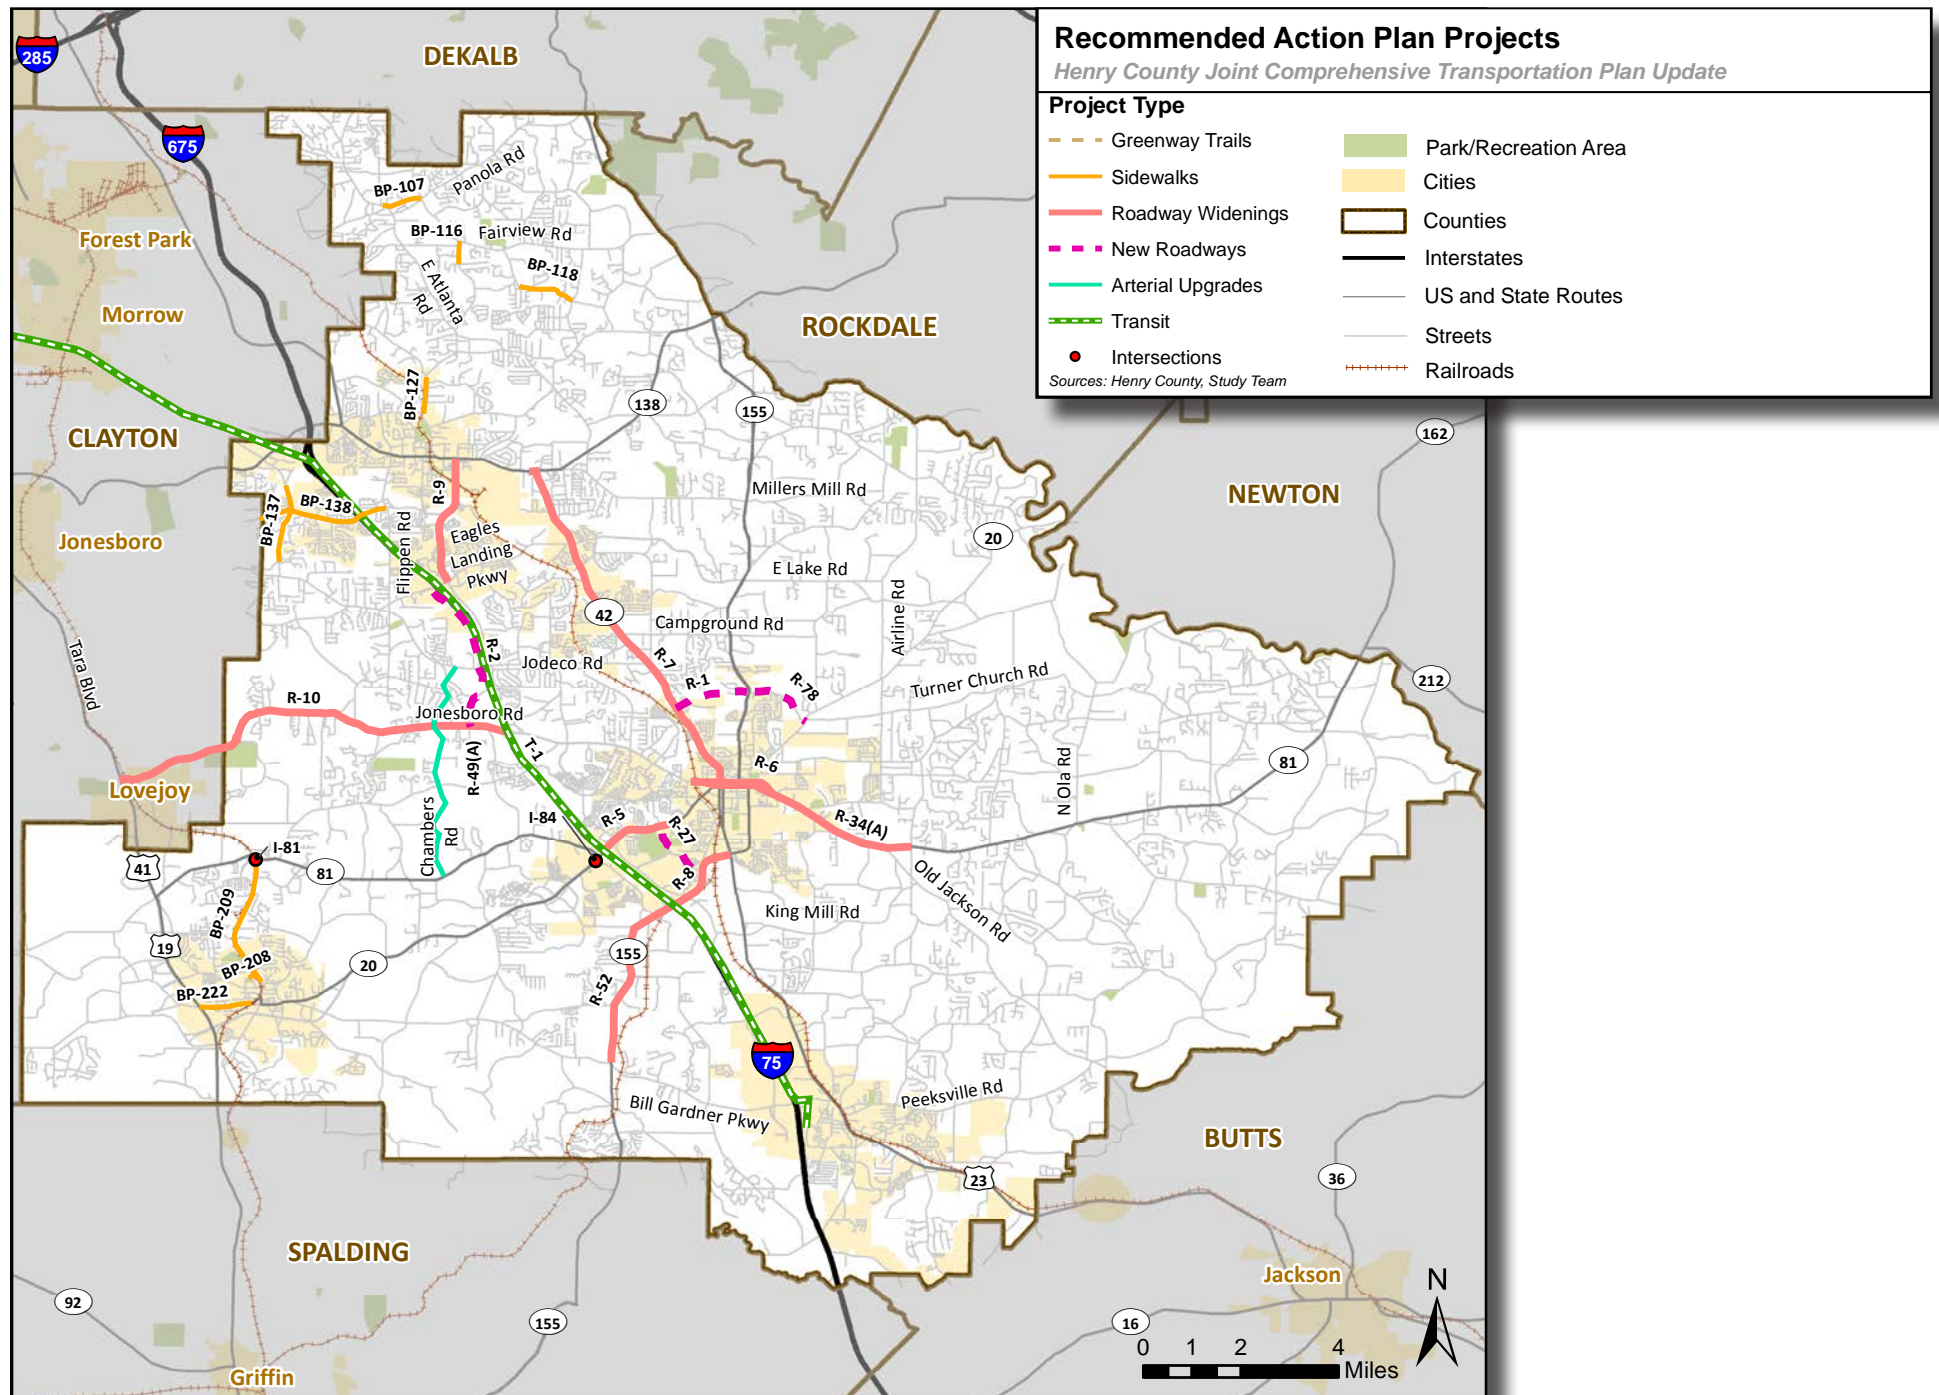 Recommended Action Plan Projects
Henry County Joint Comprehensive Transportation Plan Update
Project Type
Greenway Trails
Sidewalks
Roadway Widenings
New Roadways
Arterial Upgrades
Transit
Intersections
Sources: Henry County, Study Team
Park/Recreation Area
Cities
Counties
Interstates
US and State Routes
Streets
Railroads
285
DEKALB
675
Panola Rd
BP-107
Forest Park
BP-116
Fairview Rd
BP-118
E Atlanta
Rd
Morrow
ROCKDALE
BP-127
138
155
CLAYTON
162
R-9
Millers Mill Rd
NEWTON
BP-137
BP-138
Jonesboro
Flippen Rd
Eagles
Landing
Pkwy
20
E Lake Rd
Airline Rd
42
Campground Rd
Tara Blvd
R-2
Jodeco Rd
R-7
R-1
R-78
Turner Church Rd
212
R-10
Jonesboro Rd
T-1
R-49(A)
R-6
N Ola Rd
81
Lovejoy
Chambers
Rd
I-84
R-5
R-27
R-34(A)
I-81
41
81
R-8
Old Jackson Rd
BP-209
King Mill Rd
19
155
20
BP-208
BP-222
R-52
75
Bill Gardner Pkwy
Peeksville Rd
BUTTS
23
36
SPALDING
Jackson
N
92
155
16
0 1 2 4
Miles
Griffin